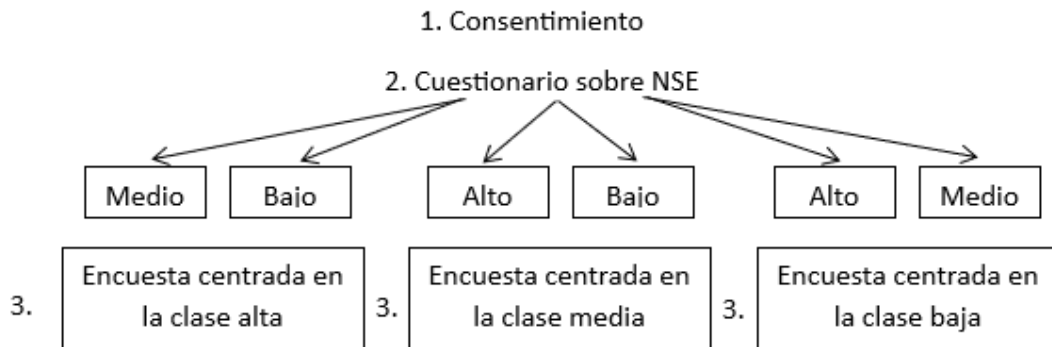 1. Consentimiento
2. Cuestionario sobre NSE
Medio
Bajo
Alto
Bajo
Alto
Medio
3.
Encuesta centrada en
la clase alta
3.
Encuesta centrada en
la clase media
3.
Encuesta centrada en
la clase baja